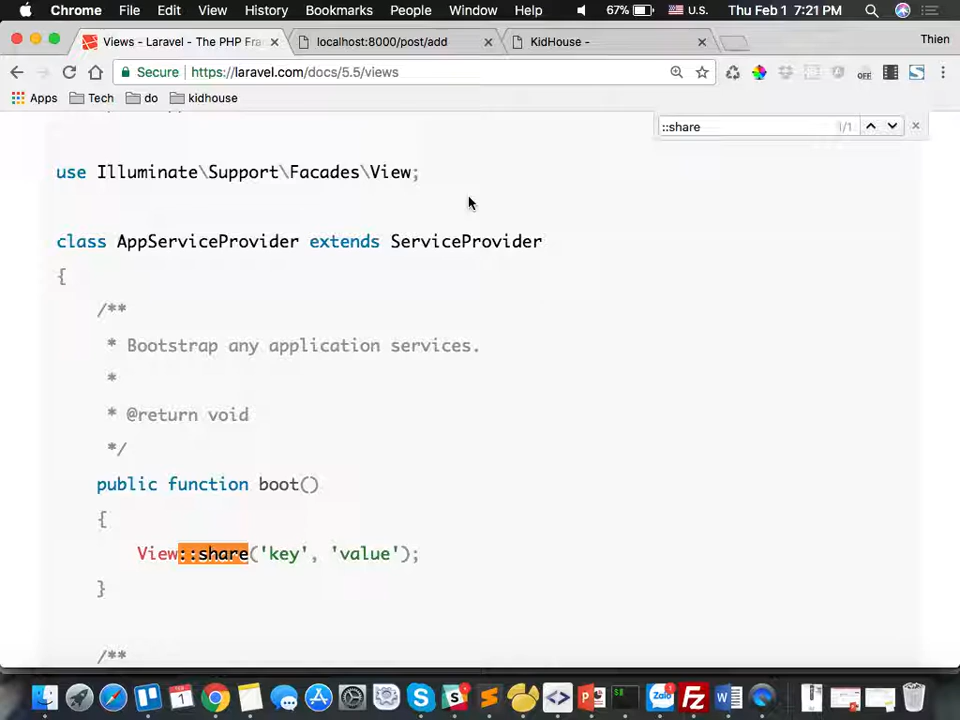 Chrome File Edit View History Bookmarks People Window Help 67% U.S. Thu Feb 1 7:21 PM
Views - Laravel - The PHP Fra localhost:8000/post/add KidHouse - Thien
Secure https://laravel.com/docs/5.5/views OFF
Apps Tech do kidhouse
::share 1/1
use Illuminate\Support\Facades\View;
class AppServiceProvider extends ServiceProvider
{
/**
* Bootstrap any application services.
*
* @return void
*/
public function boot()
{
View::share('key', 'value');
}
/**
1 Zalo